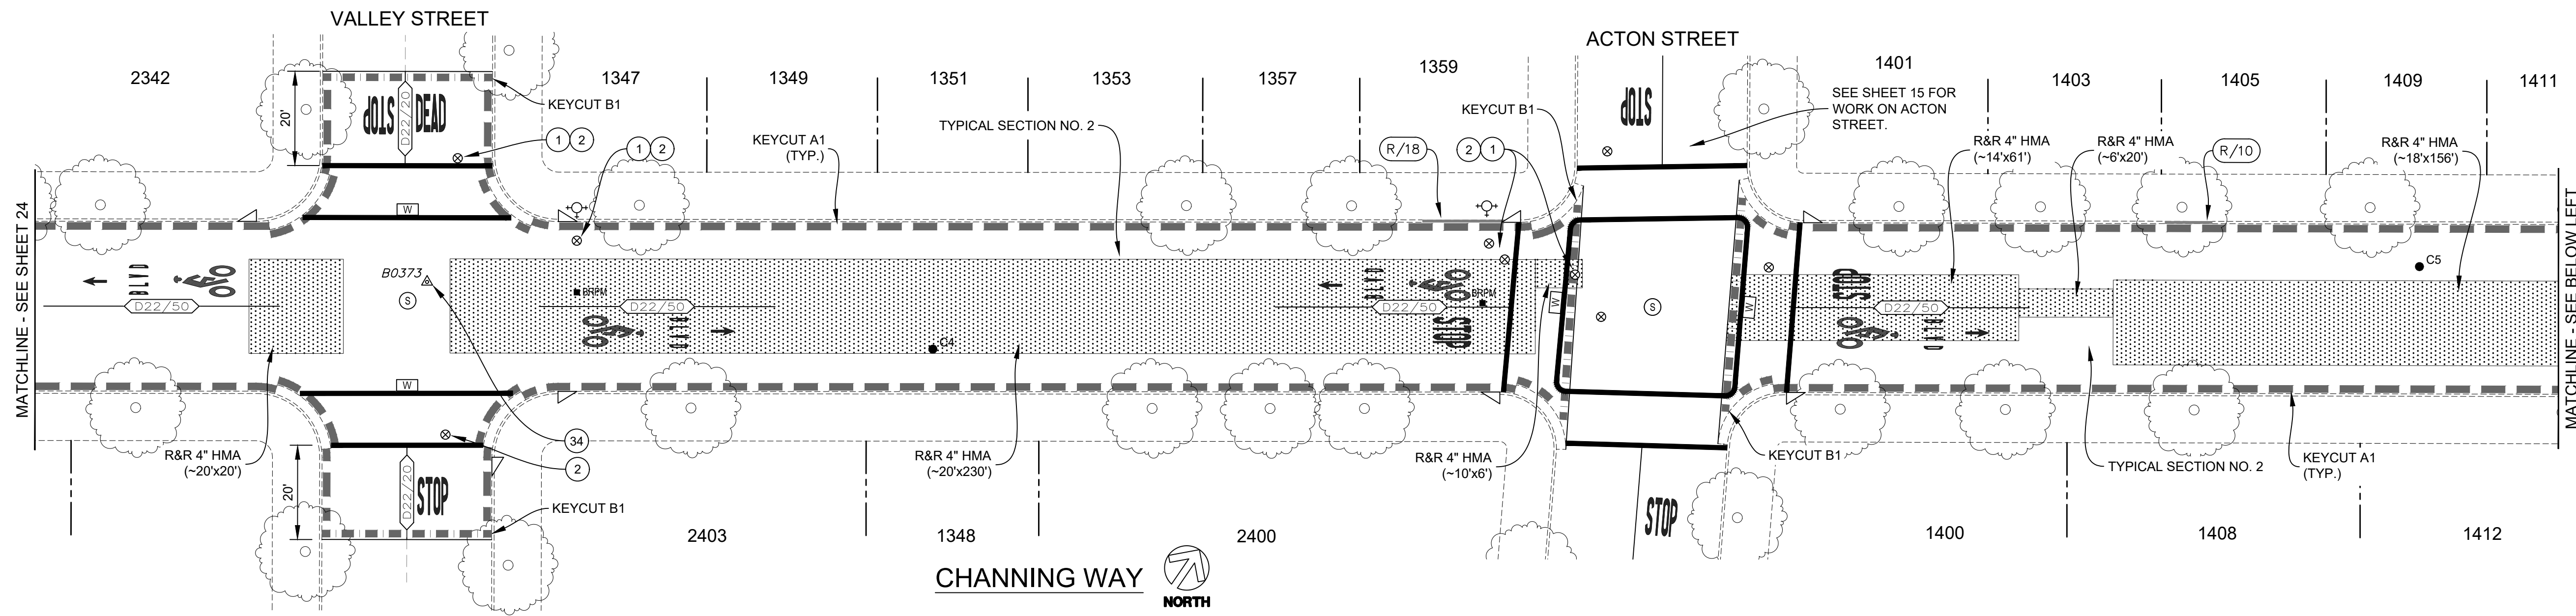 VALLEY STREET
ACTON STREET
2342
1347
1349
1351
1353
1357
1359
1401
1403
1405
1409
1411
20'
STOP
D22/20
DEAD
KEYCUT B1
1 2
1 2
KEYCUT A1
(TYP.)
TYPICAL SECTION NO. 2
R/18
KEYCUT B1
2 1
STOP
SEE SHEET 15 FOR
WORK ON ACTON
STREET.
R&R 4" HMA
(~14'x61')
R&R 4" HMA
(~6'x20')
R/10
R&R 4" HMA
(~18'x156')
MATCHLINE - SEE SHEET 24
W
BLVD
D22/50
B0373
S
BRPM
D22/50
BLVD
C4
BLVD
D22/50
BRPM
STOP
W
S
W
STOP
D22/50
BLVD
C5
MATCHLINE - SEE BELOW LEFT
W
R&R 4" HMA
(~20'x20')
20'
D22/20
STOP
34
2
KEYCUT B1
R&R 4" HMA
(~20'x230')
R&R 4" HMA
(~10'x6')
STOP
KEYCUT B1
TYPICAL SECTION NO. 2
KEYCUT A1
(TYP.)
2403
1348
2400
1400
1408
1412
CHANNING WAY
NORTH